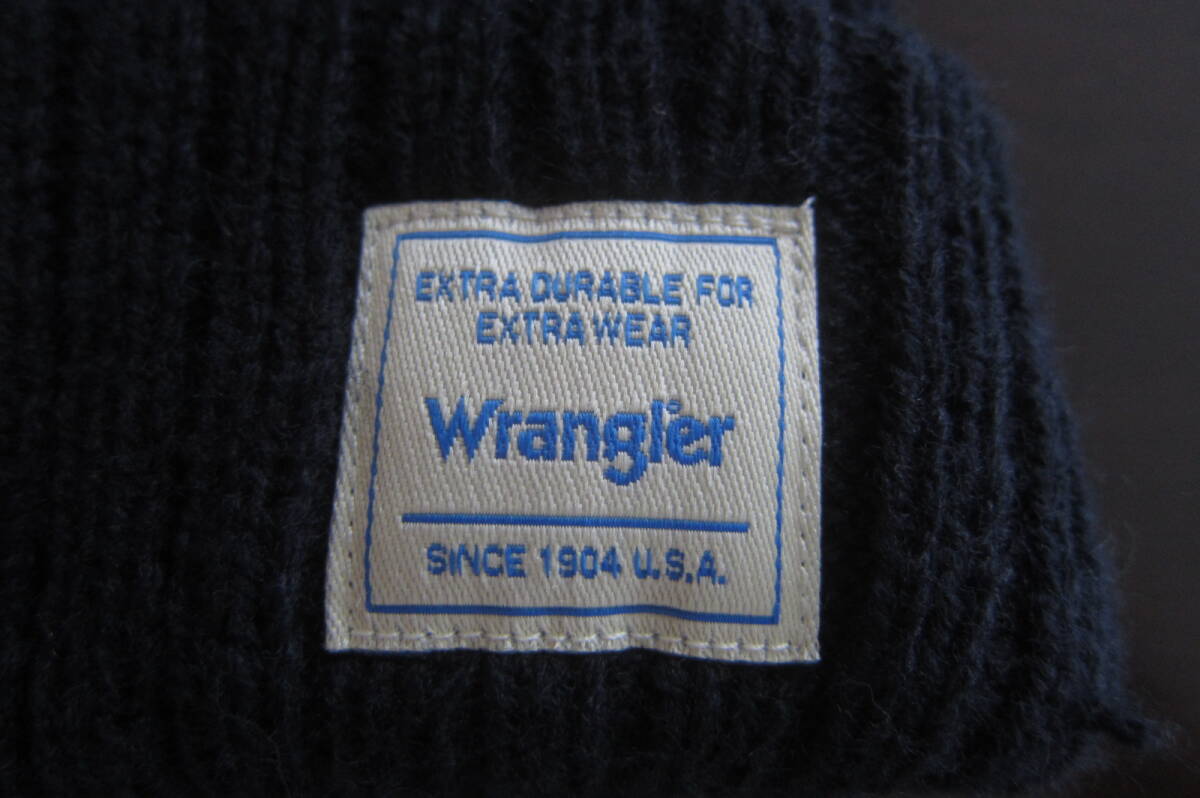 EXTRA DURABLE FOR
EXTRA WEAR
Wrangler
SINCE 1904 U.S.A.